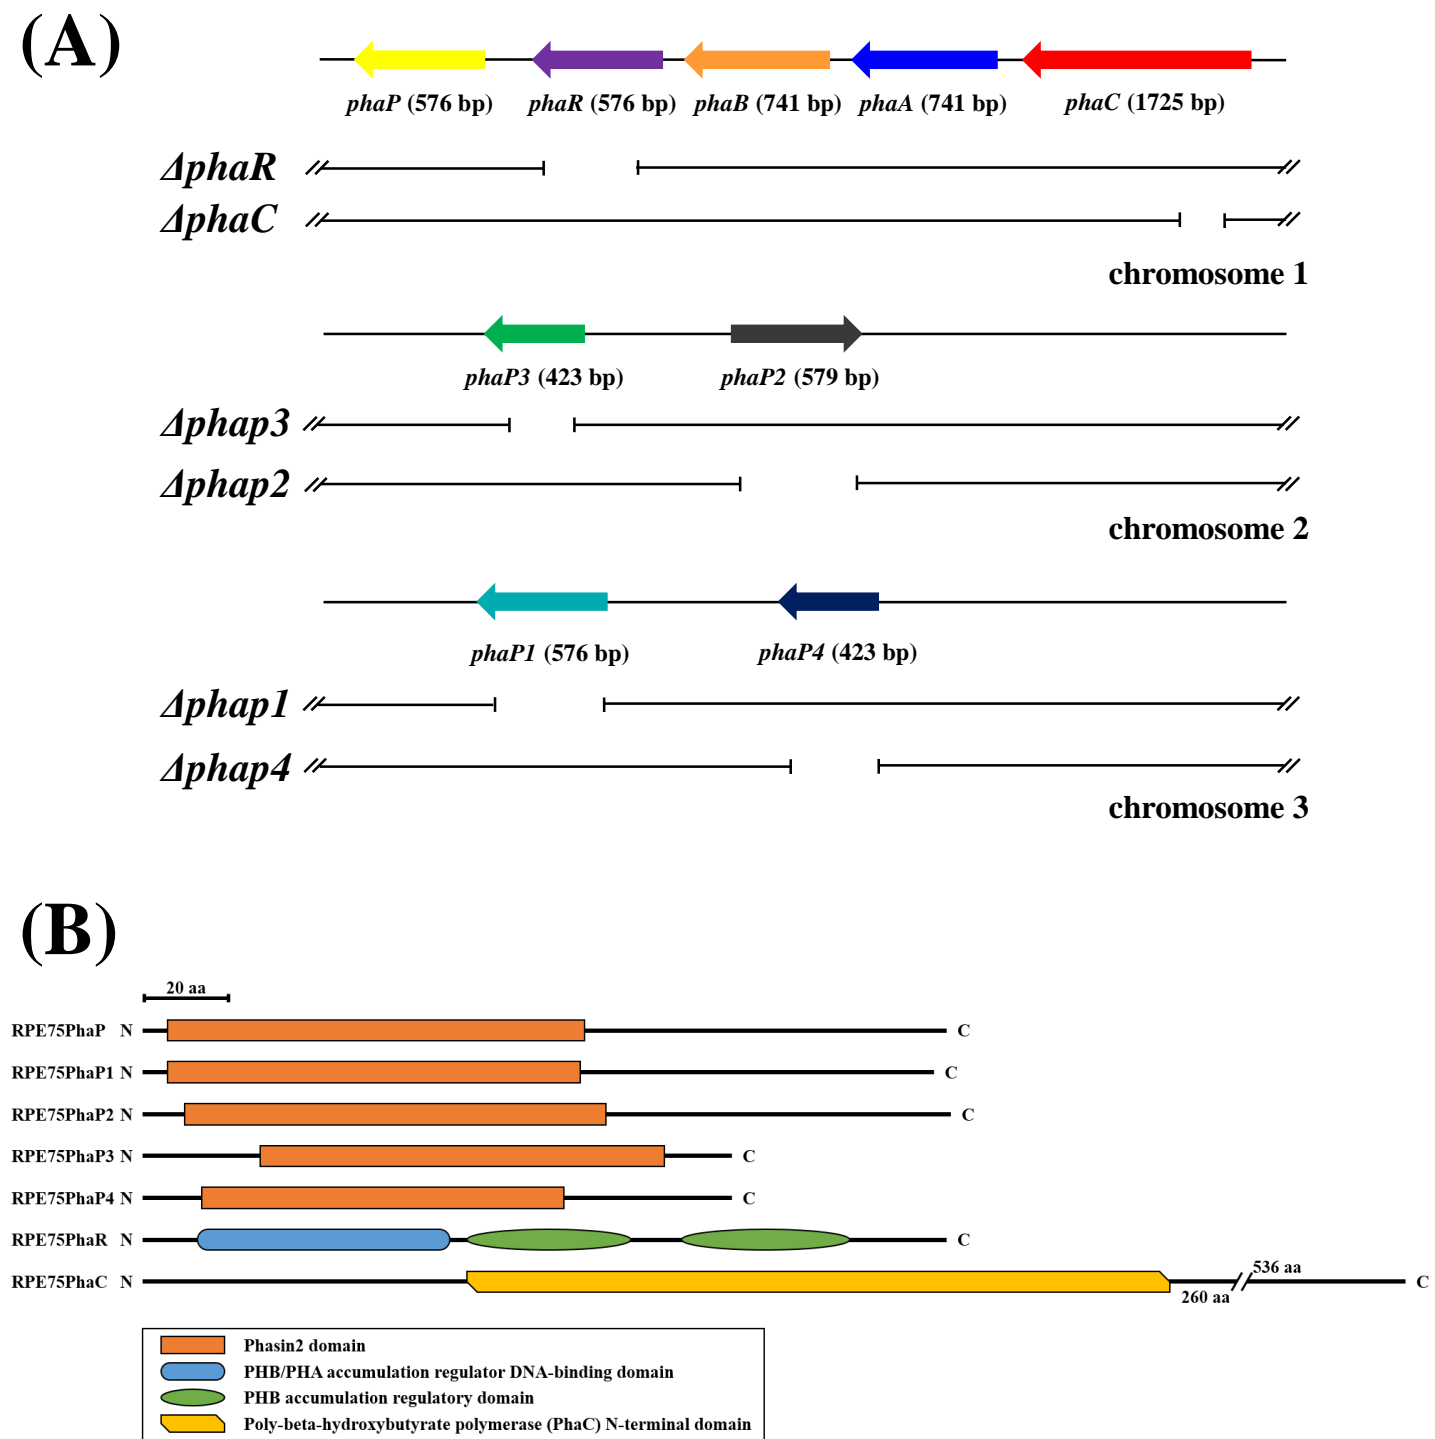 (A)
phaP (576 bp) phaR (576 bp) phaB (741 bp) phaA (741 bp) phaC (1725 bp)
ΔphaR
ΔphaC
chromosome 1
phaP3 (423 bp) phaP2 (579 bp)
Δphap3
Δphap2
chromosome 2
phaP1 (576 bp) phaP4 (423 bp)
Δphap1
Δphap4
chromosome 3
(B)
20 aa
RPE75PhaP N C
RPE75PhaP1 N C
RPE75PhaP2 N C
RPE75PhaP3 N C
RPE75PhaP4 N C
RPE75PhaR N C
RPE75PhaC N 260 aa 536 aa C
Phasin2 domain
PHB/PHA accumulation regulator DNA-binding domain
PHB accumulation regulatory domain
Poly-beta-hydroxybutyrate polymerase (PhaC) N-terminal domain